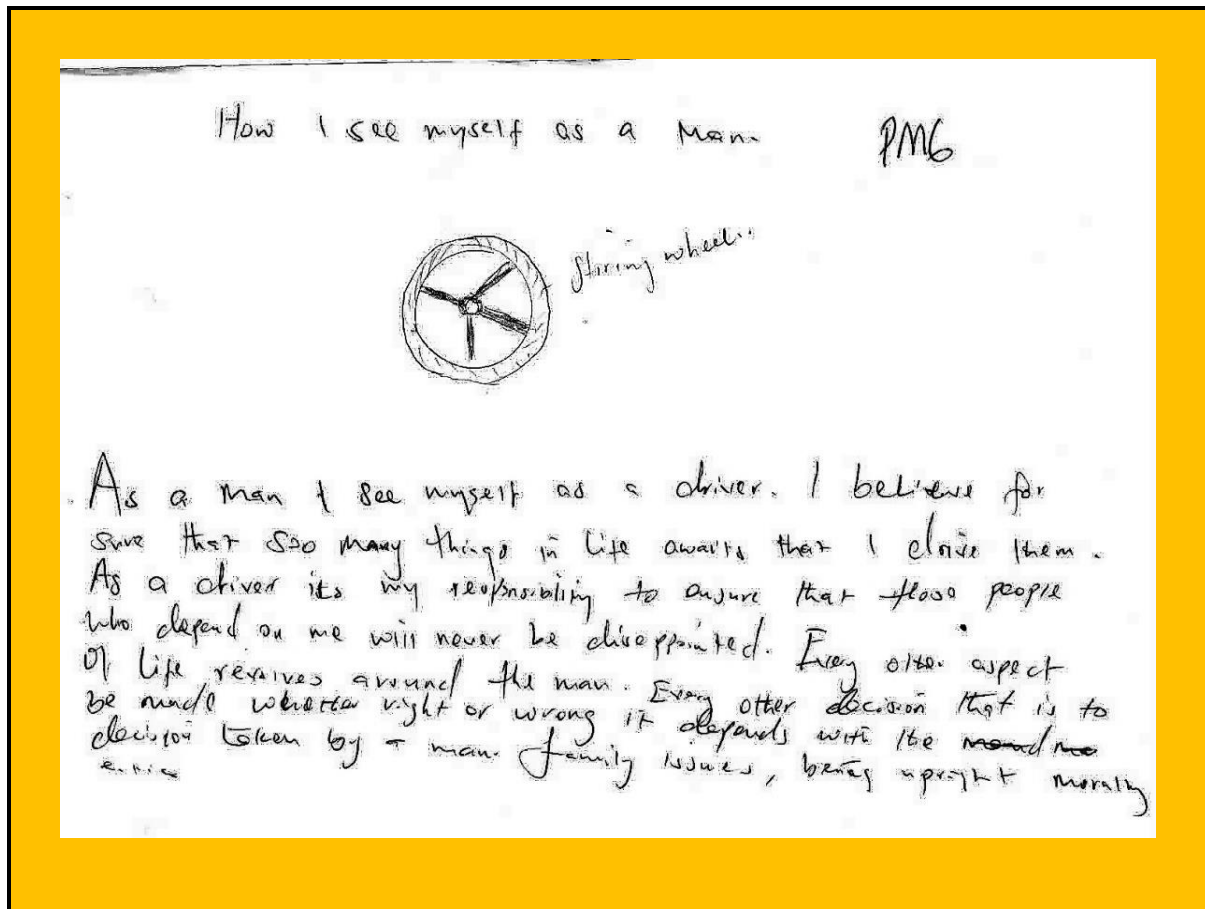 How I see myself as a Man.
PM6
Stiring wheel..
As a man I see myself as a driver. I believe for
sure that soo many things in life awaits that I drive them.
As a driver its my responsibility to ensure that those people
who depend on me will never be disappointed. Every other aspect
of life revolves around the man. Every other decision that is to
be made whether right or wrong it depends with the
decision taken by a man. family issues, being upright morally